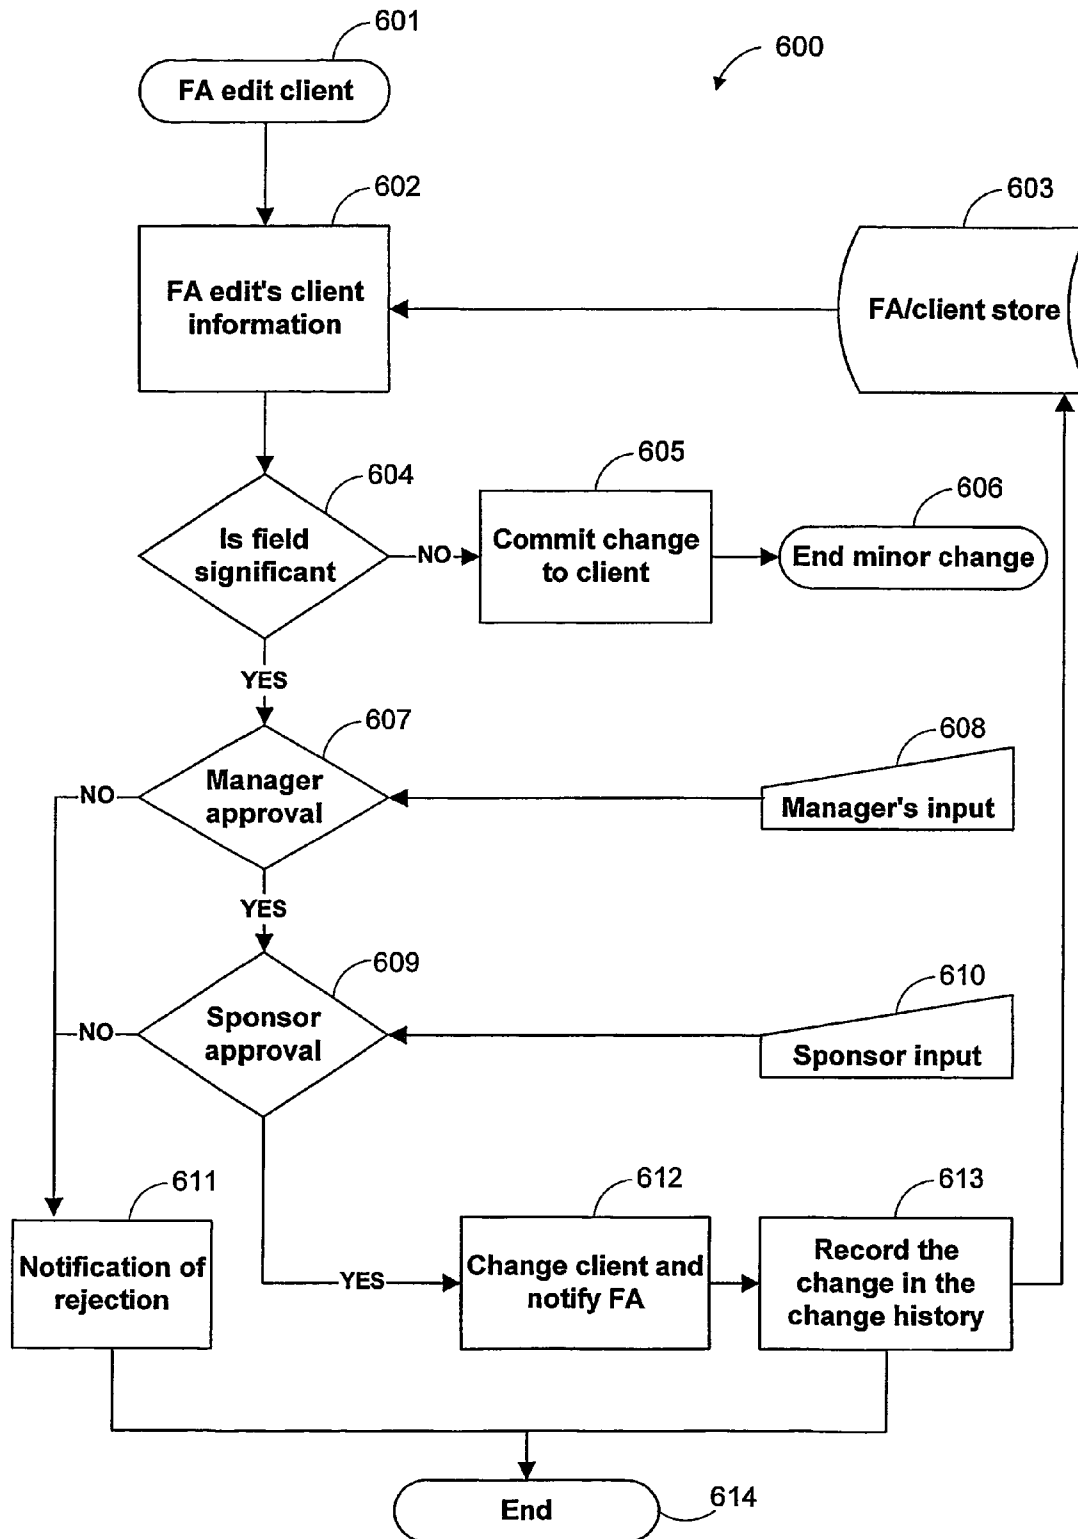 601
600
FA edit client
602
603
FA edit's client
information
FA/client store
604
605
606
Is field
significant
NO
Commit change
to client
End minor change
YES
607
608
Manager
approval
NO
Manager's input
YES
609
610
Sponsor
approval
NO
Sponsor input
611
612
613
Notification of
rejection
YES
Change client and
notify FA
Record the
change in the
change history
End
614